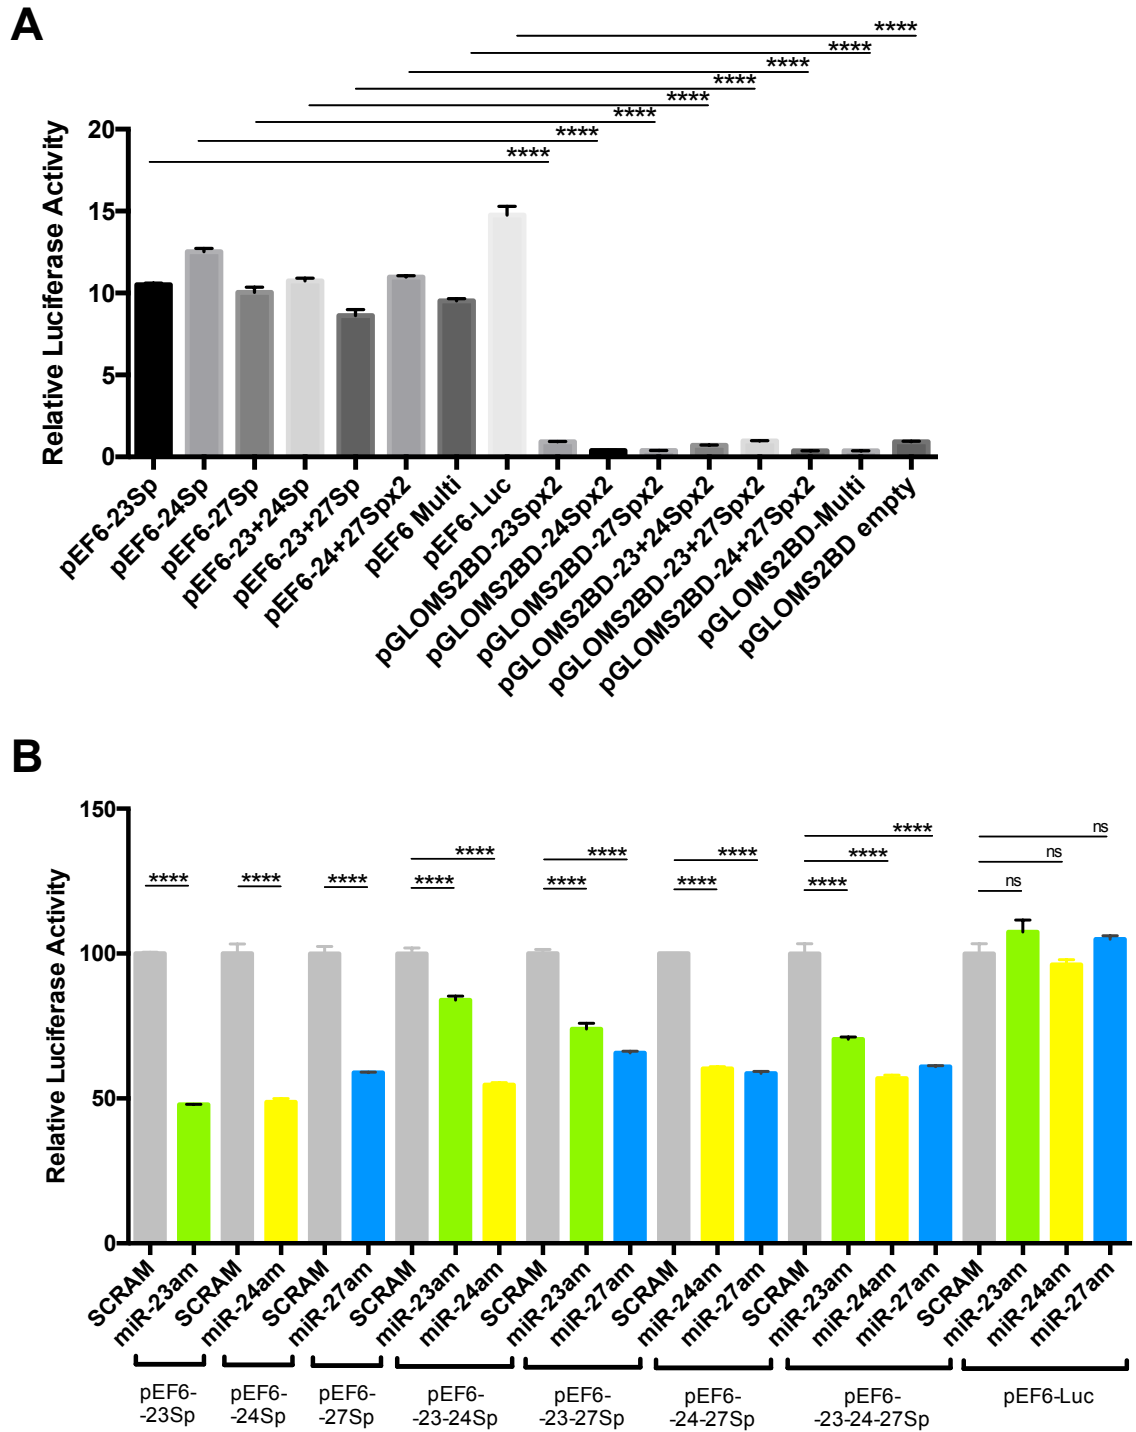 A
****
****
****
****
****
****
****
****
Relative Luciferase Activity
20
15
10
5
0
pEF6-23Sp
pEF6-24Sp
pEF6-27Sp
pEF6-23+24Sp
pEF6-23+27Sp
pEF6-24+27Spx2
pEF6 Multi
pEF6-Luc
pGLOMS2BD-23Spx2
pGLOMS2BD-24Spx2
pGLOMS2BD-27Spx2
pGLOMS2BD-23+24Spx2
pGLOMS2BD-23+27Spx2
pGLOMS2BD-24+27Spx2
pGLOMS2BD-Multi
pGLOMS2BD empty
B
Relative Luciferase Activity
150
100
50
0
****
****
****
****
****
****
****
****
****
****
****
****
ns
ns
ns
SCRAM
miR-23am
SCRAM
miR-24am
SCRAM
miR-27am
SCRAM
miR-23am
miR-24am
SCRAM
miR-23am
miR-27am
SCRAM
miR-24am
miR-27am
SCRAM
miR-23am
miR-24am
miR-27am
SCRAM
miR-23am
miR-24am
miR-27am
pEF6-
-23Sp
pEF6-
-24Sp
pEF6-
-27Sp
pEF6-
-23-24Sp
pEF6-
-23-27Sp
pEF6-
-24-27Sp
pEF6-
-23-24-27Sp
pEF6-Luc